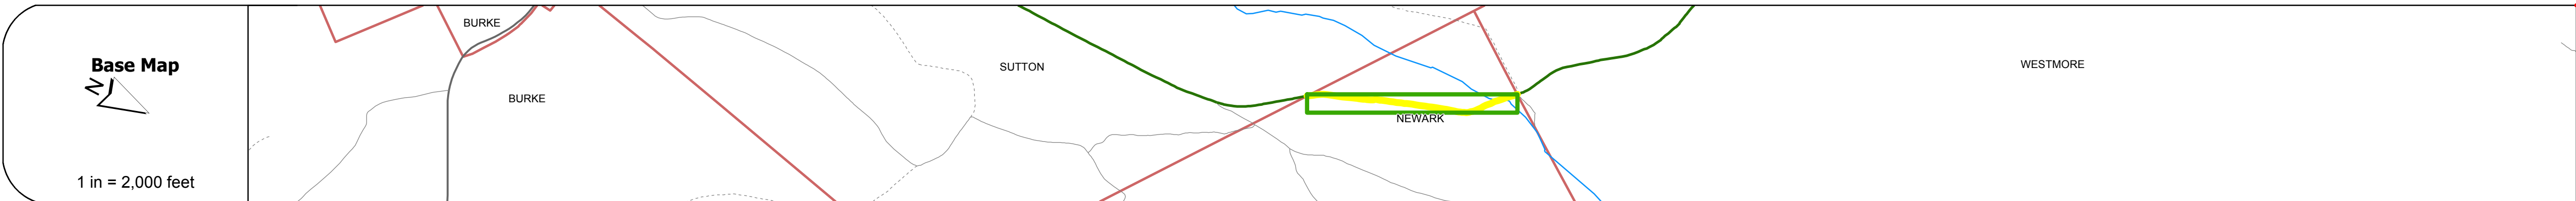 Base Map
N
1 in = 2,000 feet
BURKE
BURKE
SUTTON
NEWARK
WESTMORE